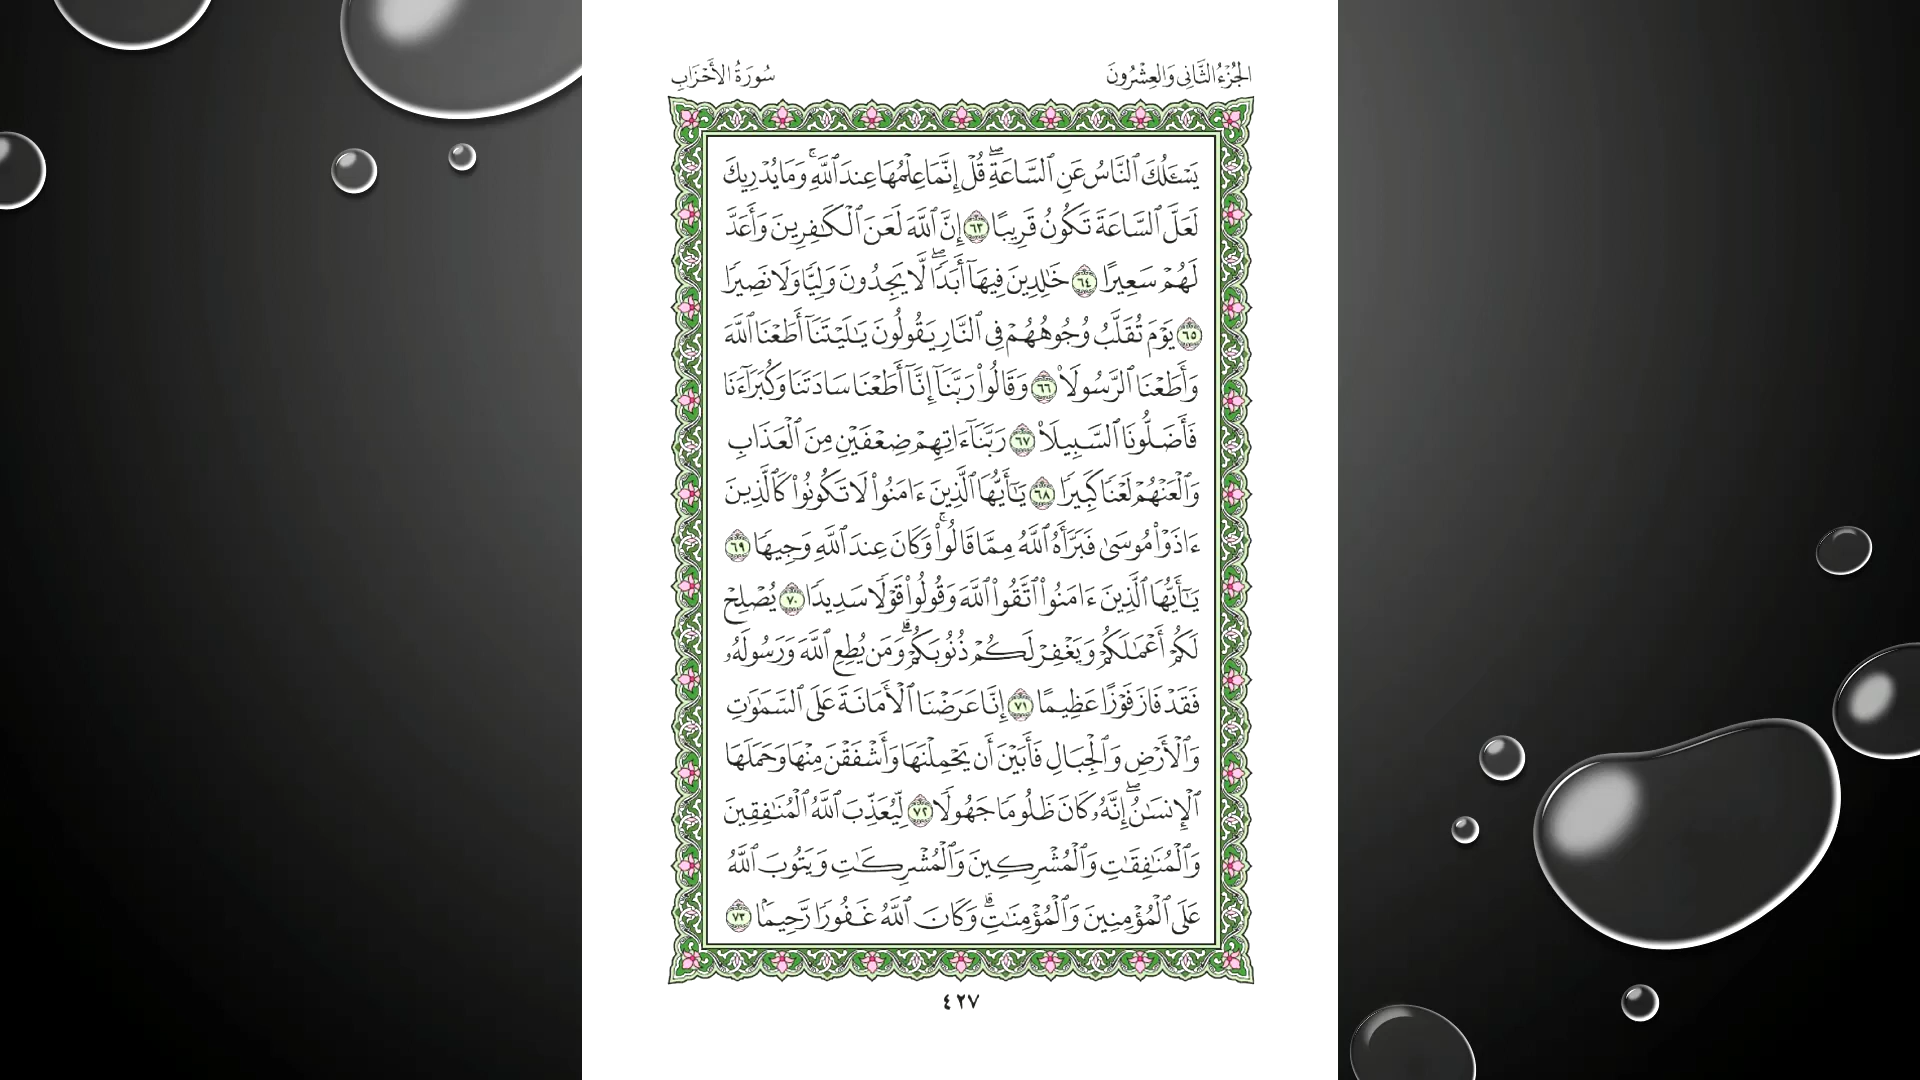 الجُزْءُ الثَّانِي وَالعِشْرُونَ
سُورَةُ الأَحْزَابِ
يَسْـَٔلُكَ ٱلنَّاسُ عَنِ ٱلسَّاعَةِۖ قُلْ إِنَّمَا عِلْمُهَا عِندَ ٱللَّهِۚ وَمَا يُدْرِيكَ
لَعَلَّ ٱلسَّاعَةَ تَكُونُ قَرِيبًا ٦٣ إِنَّ ٱللَّهَ لَعَنَ ٱلْكَـٰفِرِينَ وَأَعَدَّ
لَهُمْ سَعِيرًا ٦٤ خَـٰلِدِينَ فِيهَآ أَبَدًاۖ لَّا يَجِدُونَ وَلِيًّا وَلَا نَصِيرًا
٦٥ يَوْمَ تُقَلَّبُ وُجُوهُهُمْ فِى ٱلنَّارِ يَقُولُونَ يَـٰلَيْتَنَآ أَطَعْنَا ٱللَّهَ
وَأَطَعْنَا ٱلرَّسُولَا۠ ٦٦ وَقَالُوا۟ رَبَّنَآ إِنَّآ أَطَعْنَا سَادَتَنَا وَكُبَرَآءَنَا
فَأَضَلُّونَا ٱلسَّبِيلَا۠ ٦٧ رَبَّنَآ ءَاتِهِمْ ضِعْفَيْنِ مِنَ ٱلْعَذَابِ
وَٱلْعَنْهُمْ لَعْنًا كَبِيرًا ٦٨ يَـٰٓأَيُّهَا ٱلَّذِينَ ءَامَنُوا۟ لَا تَكُونُوا۟ كَٱلَّذِينَ
ءَاذَوْا۟ مُوسَىٰ فَبَرَّأَهُ ٱللَّهُ مِمَّا قَالُوا۟ۚ وَكَانَ عِندَ ٱللَّهِ وَجِيهًا ٦٩
يَـٰٓأَيُّهَا ٱلَّذِينَ ءَامَنُوا۟ ٱتَّقُوا۟ ٱللَّهَ وَقُولُوا۟ قَوْلًا سَدِيدًا ٧٠ يُصْلِحْ
لَكُمْ أَعْمَـٰلَكُمْ وَيَغْفِرْ لَكُمْ ذُنُوبَكُمْۗ وَمَن يُطِعِ ٱللَّهَ وَرَسُولَهُۥ
فَقَدْ فَازَ فَوْزًا عَظِيمًا ٧١ إِنَّا عَرَضْنَا ٱلْأَمَانَةَ عَلَى ٱلسَّمَـٰوَٰتِ
وَٱلْأَرْضِ وَٱلْجِبَالِ فَأَبَيْنَ أَن يَحْمِلْنَهَا وَأَشْفَقْنَ مِنْهَا وَحَمَلَهَا
ٱلْإِنسَـٰنُۖ إِنَّهُۥ كَانَ ظَلُومًا جَهُولًا ٧٢ لِّيُعَذِّبَ ٱللَّهُ ٱلْمُنَـٰفِقِينَ
وَٱلْمُنَـٰفِقَـٰتِ وَٱلْمُشْرِكِينَ وَٱلْمُشْرِكَـٰتِ وَيَتُوبَ ٱللَّهُ
عَلَى ٱلْمُؤْمِنِينَ وَٱلْمُؤْمِنَـٰتِۗ وَكَانَ ٱللَّهُ غَفُورًا رَّحِيمًۢا ٧٣
٤٢٧